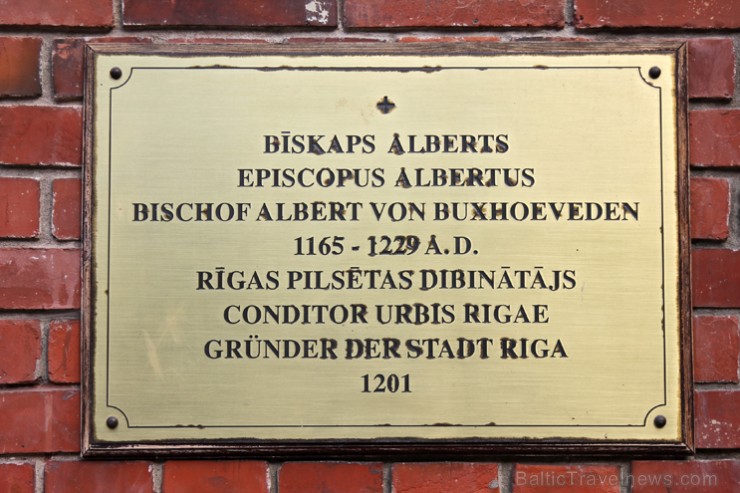 BĪSKAPS ALBERTS
EPISCOPUS ALBERTUS
BISCHOF ALBERT VON BUXHOEVEDEN
1165 - 1229 A.D.
RĪGAS PILSĒTAS DIBINĀTĀJS
CONDITOR URBIS RIGAE
GRÜNDER DER STADT RIGA
1201
BalticTravelnews.com